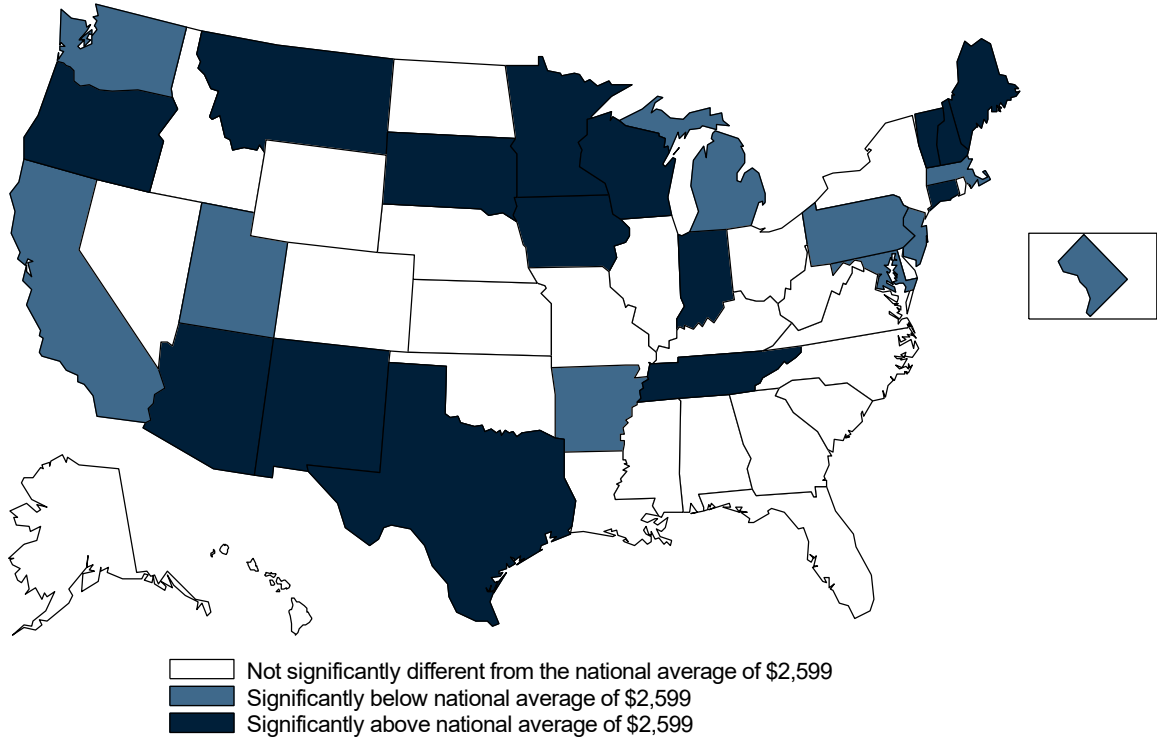 Not significantly different from the national average of $2,599
Significantly below national average of $2,599
Significantly above national average of $2,599